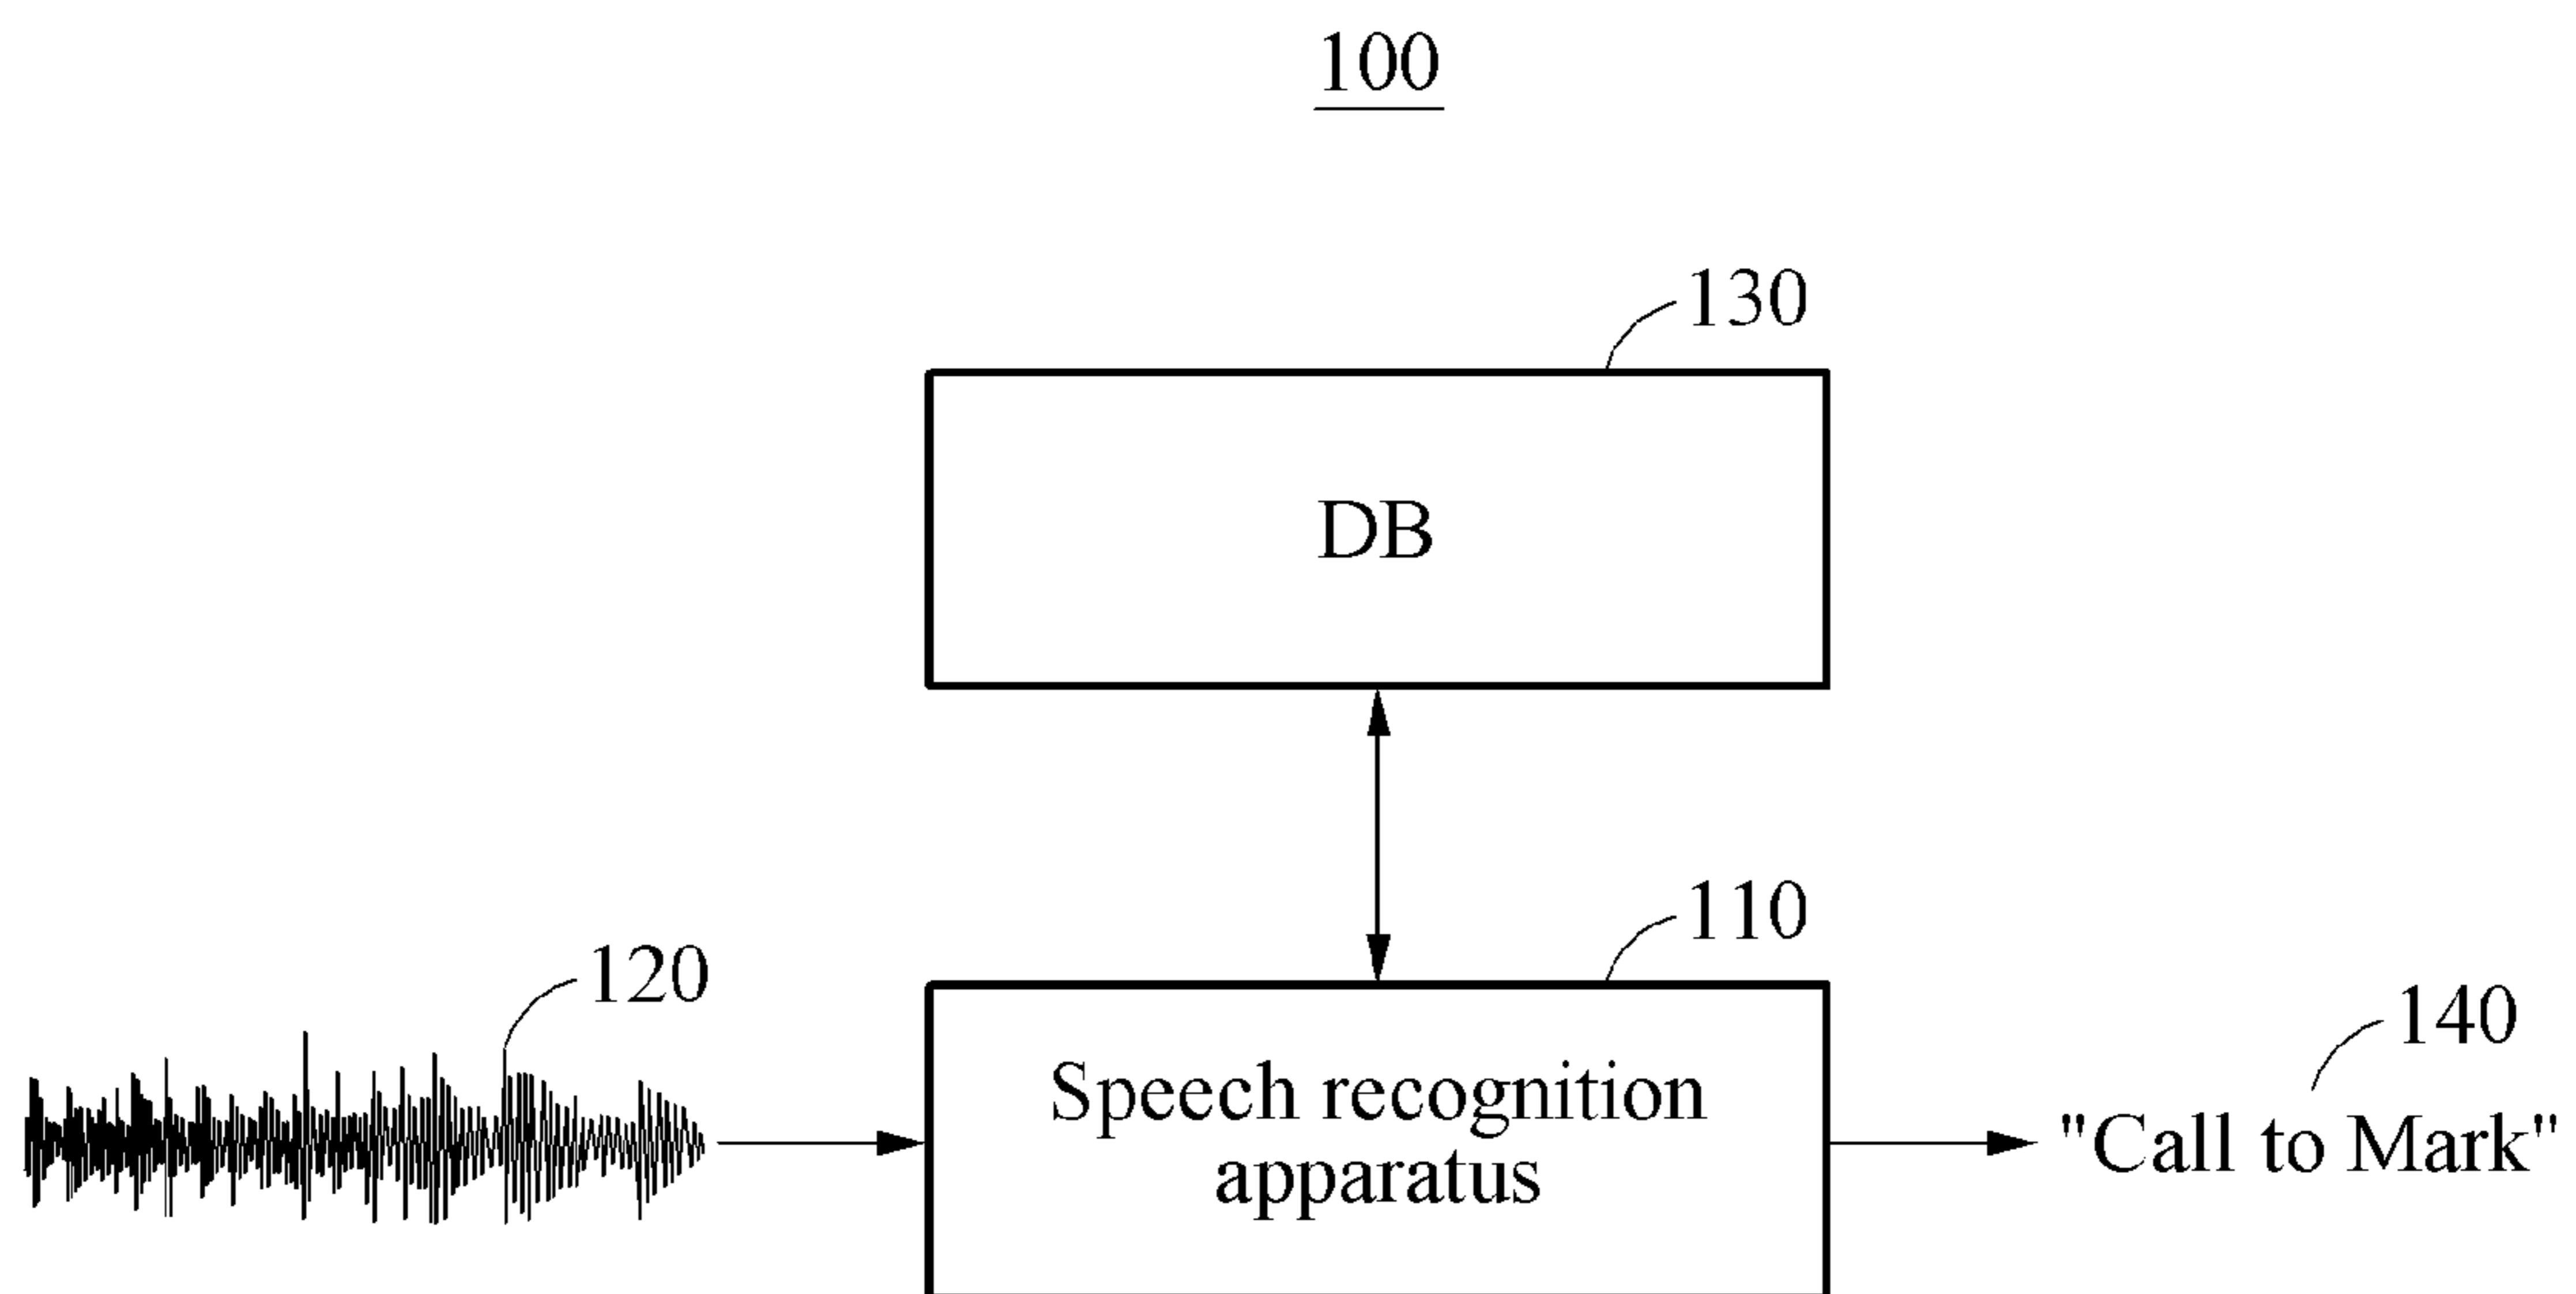 100
130
DB
110
120
140
Speech recognition
apparatus
"Call to Mark"